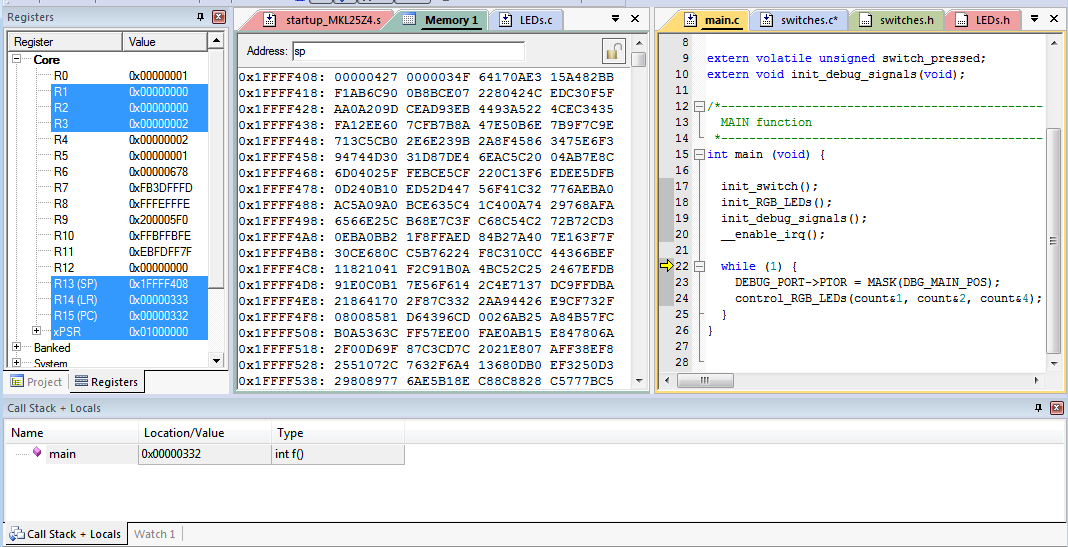 Registers
Register Value
Core
R0 0x00000001
R1 0x00000000
R2 0x00000000
R3 0x00000002
R4 0x00000002
R5 0x00000001
R6 0x00000678
R7 0xFB3DFFFD
R8 0xFFFEFFFE
R9 0x200005F0
R10 0xFFBFFBFE
R11 0xEBFDFF7F
R12 0x00000000
R13 (SP) 0x1FFFF408
R14 (LR) 0x00000333
R15 (PC) 0x00000332
xPSR 0x01000000
Banked
System
Project Registers
startup_MKL25Z4.s Memory 1 LEDs.c
Address: sp
0x1FFFF408: 00000427 0000034F 64170AE3 15A482BB
0x1FFFF418: F1AB6C90 0B8BCE07 2280424C EDC30F5F
0x1FFFF428: AA0A209D CEAD93EB 4493A522 4CEC3435
0x1FFFF438: FA12EE60 7CFB7B8A 47E50B6E 7B9F7C9E
0x1FFFF448: 713C5CB0 2E6E239B 2A8F4586 3475E6F3
0x1FFFF458: 94744D30 31D87DE4 6EAC5C20 04AB7E8C
0x1FFFF468: 6D04025F FEBCE5CF 220C13F6 EDEE5DFB
0x1FFFF478: 0D240B10 ED52D447 56F41C32 776AEBA0
0x1FFFF488: AC5A09A0 BCE635C4 1C400A74 29768AFA
0x1FFFF498: 6566E25C B68E7C3F C68C54C2 72B72CD3
0x1FFFF4A8: 0EBA0BB2 1F8FFAED 84B27A40 7E163F7F
0x1FFFF4B8: 30CE680C C5B76224 F8C310CC 44366BEF
0x1FFFF4C8: 11821041 F2C91B0A 4BC52C25 2467EFDB
0x1FFFF4D8: 91E0C0B1 7E56F614 2C4E7137 DC9FFDBA
0x1FFFF4E8: 21864170 2F87C332 2AA94426 E9CF732F
0x1FFFF4F8: 08008581 D64396CD 0026AB25 A84B57FC
0x1FFFF508: B0A5363C FF57EE00 FAE0AB15 E847806A
0x1FFFF518: 2F00D69F 87C3CD7C 2021E807 AFF38EF8
0x1FFFF528: 2551072C 7632F6A4 13680DB0 EF3250D3
0x1FFFF538: 29808977 6AE5B18E C88C8828 C5777BC5
main.c switches.c* switches.h LEDs.h
8
9 extern volatile unsigned switch_pressed;
10 extern void init_debug_signals(void);
11
12 /*----------------------------------------------
13 MAIN function
14 *----------------------------------------------
15 int main (void) {
16
17 init_switch();
18 init_RGB_LEDs();
19 init_debug_signals();
20 __enable_irq();
21
22 while (1) {
23 DEBUG_PORT->PTOR = MASK(DBG_MAIN_POS);
24 control_RGB_LEDs(count&1, count&2, count&4);
25 }
26 }
27
28
Call Stack + Locals
Name Location/Value Type
main 0x00000332 int f()
Call Stack + Locals Watch 1